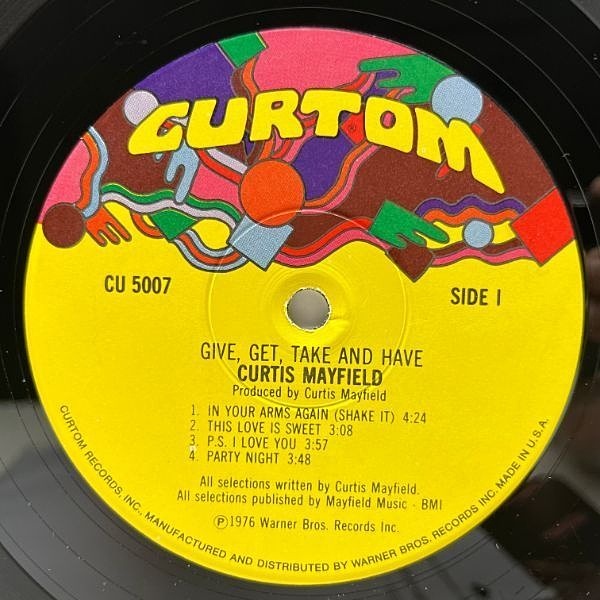 CURTOM
®
CU 5007
SIDE 1
GIVE, GET, TAKE AND HAVE
CURTIS MAYFIELD
Produced by Curtis Mayfield
1. IN YOUR ARMS AGAIN (SHAKE IT) 4:24
2. THIS LOVE IS SWEET 3:08
3. P.S. I LOVE YOU 3:57
4. PARTY NIGHT 3:48
All selections written by Curtis Mayfield.
All selections published by Mayfield Music - BMI
Ⓟ1976 Warner Bros. Records Inc.
CURTOM RECORDS, INC., MANUFACTURED AND DISTRIBUTED BY WARNER BROS. RECORDS INC. MADE IN U.S.A.